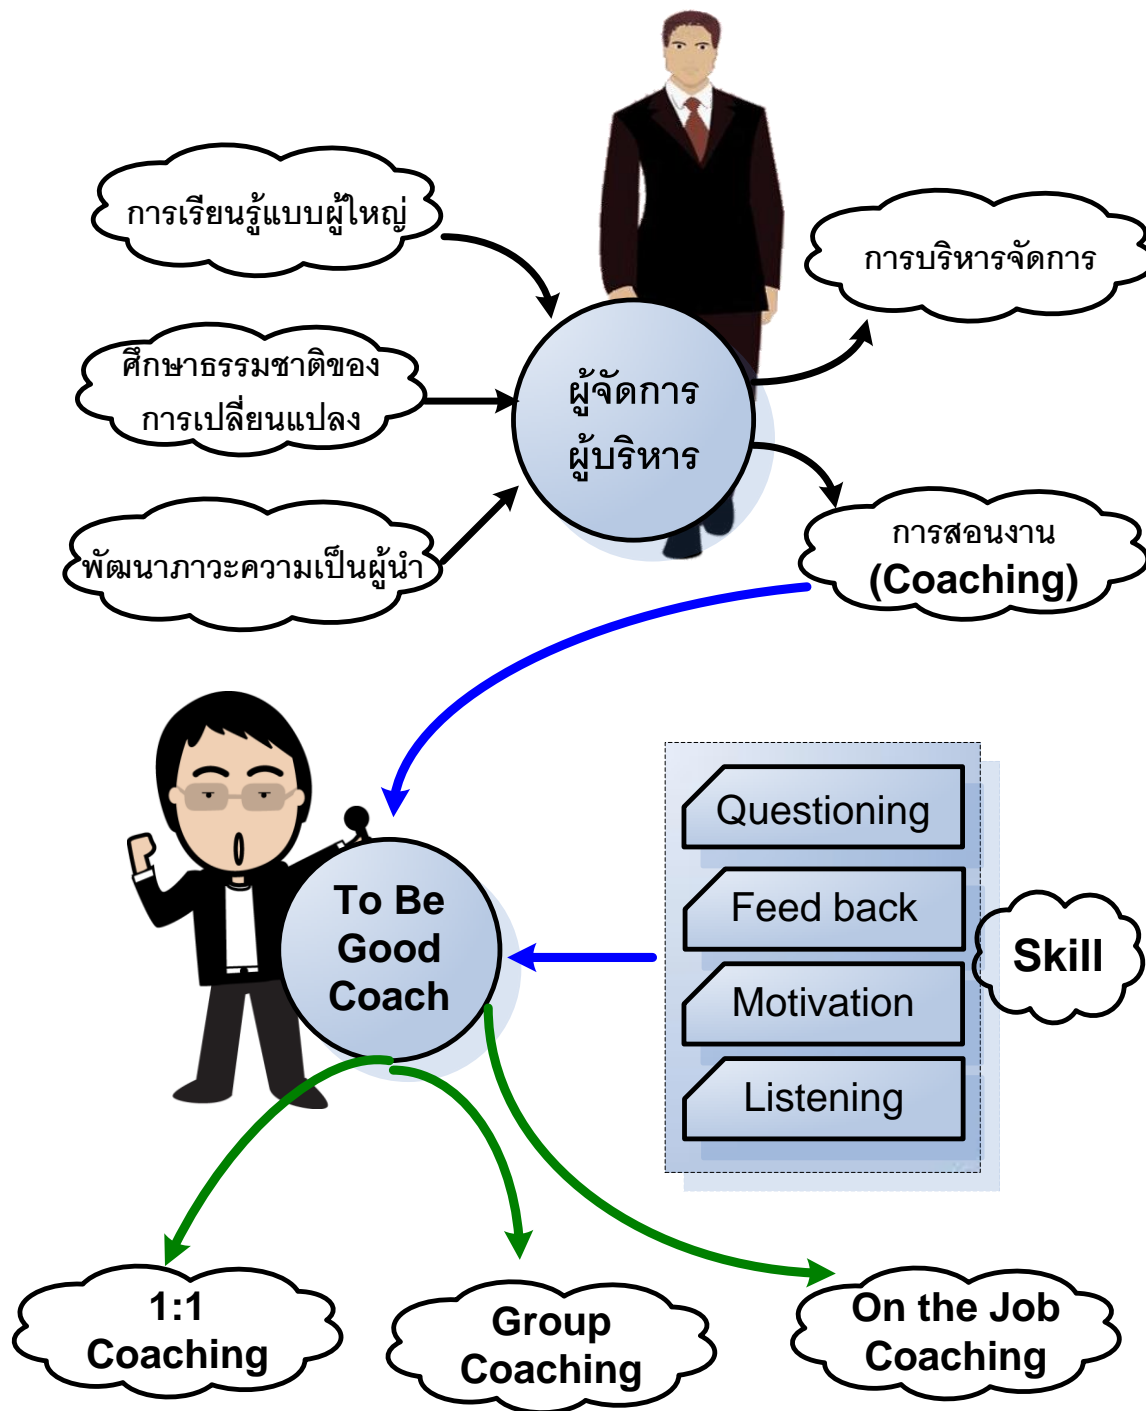 การเรียนรู้แบบผู้ใหญ่
การบริหารจัดการ
ศึกษาธรรมชาติของ
การเปลี่ยนแปลง
ผู้จัดการ
ผู้บริหาร
พัฒนาภาวะความเป็นผู้นำ
การสอนงาน
(Coaching)
To Be
Good
Coach
Questioning
Feed back
Motivation
Listening
Skill
1:1
Coaching
Group
Coaching
On the Job
Coaching